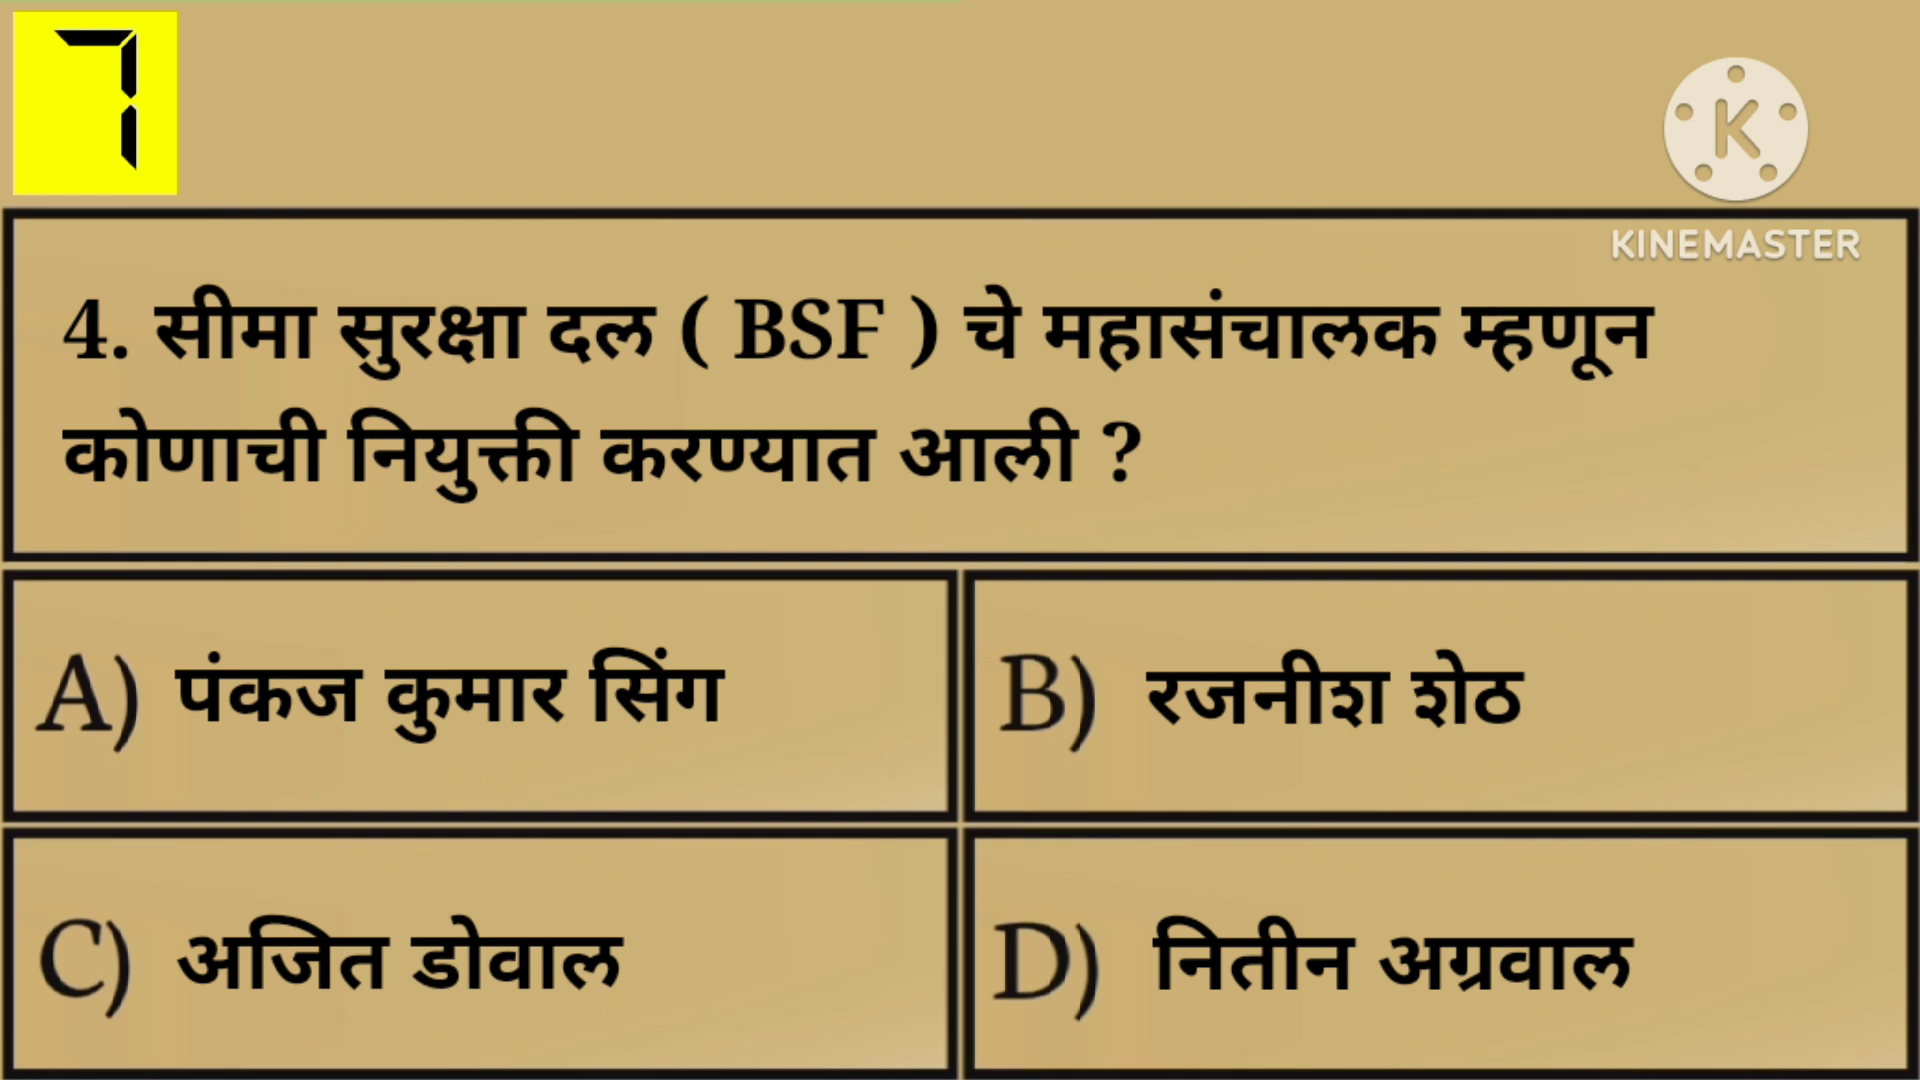 7
K
KINEMASTER
4. सीमा सुरक्षा दल ( BSF ) चे महासंचालक म्हणून
कोणाची नियुक्ती करण्यात आली ?
A) पंकज कुमार सिंग
B) रजनीश शेठ
C) अजित डोवाल
D) नितीन अग्रवाल